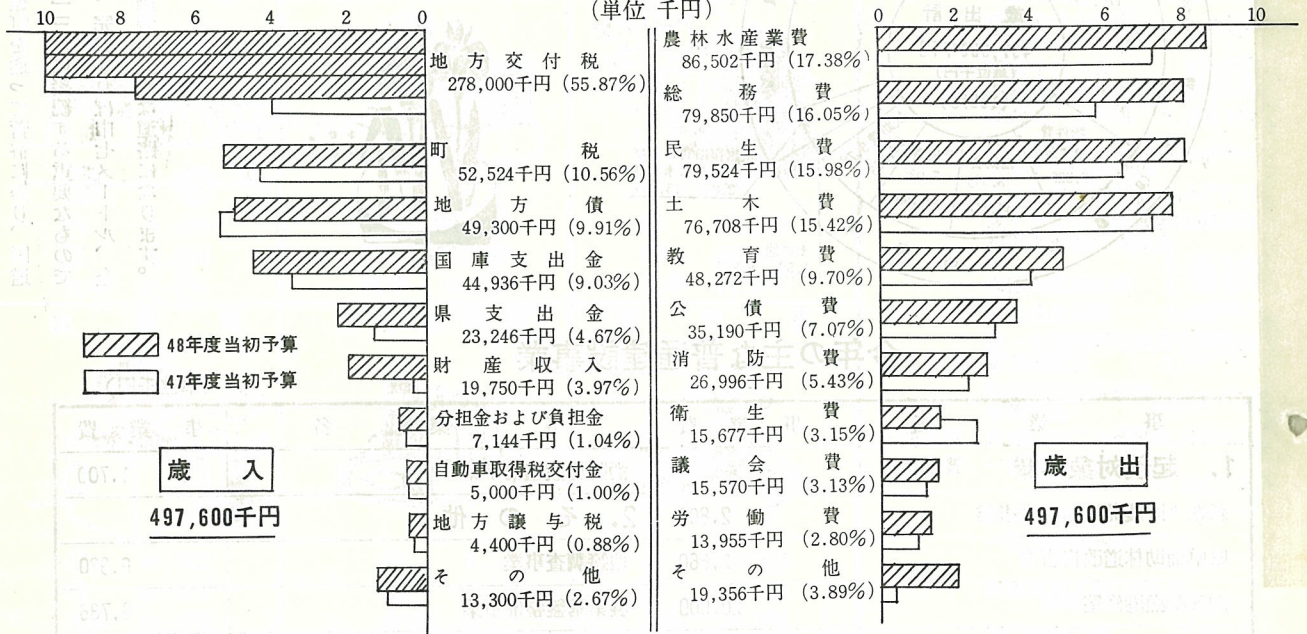 (単位 千円)
10 8 6 4 2 0
地方交付税
278,000千円 (55.87%)
町税
52,524千円 (10.56%)
地方債
49,300千円 (9.91%)
国庫支出金
44,936千円 (9.03%)
県支出金
23,246千円 (4.67%)
財産収入
19,750千円 (3.97%)
分担金および負担金
7,144千円 (1.04%)
自動車取得税交付金
5,000千円 (1.00%)
地方譲与税
4,400千円 (0.88%)
その他
13,300千円 (2.67%)
48年度当初予算
47年度当初予算
歳入
497,600千円
0 2 4 6 8 10
農林水産業費
86,502千円 (17.38%)
総務費
79,850千円 (16.05%)
民生費
79,524千円 (15.98%)
土木費
76,708千円 (15.42%)
教育費
48,272千円 (9.70%)
公債費
35,190千円 (7.07%)
消防費
26,996千円 (5.43%)
衛生費
15,677千円 (3.15%)
議会費
15,570千円 (3.13%)
労働費
13,955千円 (2.80%)
その他
19,356千円 (3.89%)
歳出
497,600千円